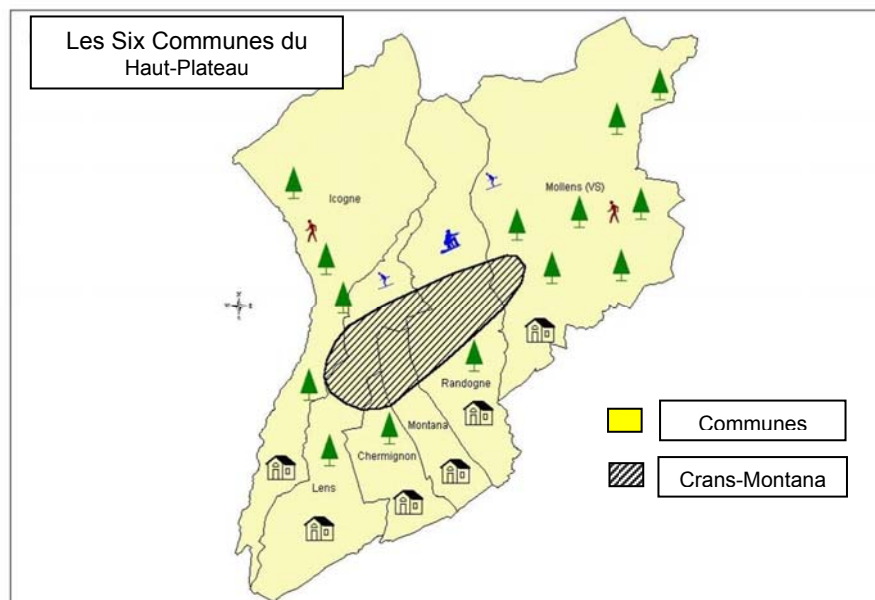 Les Six Communes du
Haut-Plateau
Mollens (VS)
Icogne
N
W E
S
Randogne
Montana
Communes
Chermignon
Crans-Montana
Lens